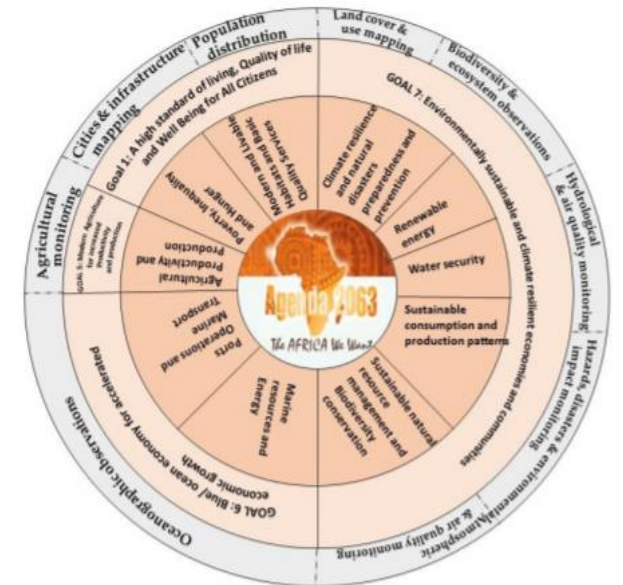 Land cover &
use mapping
Biodiversity &
ecosystem observations
Hydrological
& air quality monitoring
Hazards, disasters & environmental
impact monitoring
Atmospheric
& air quality monitoring
Oceanographic observations
Agricultural
monitoring
Cities & infrastructure
mapping
Population
distribution
GOAL 7: Environmentally sustainable and climate resilient economies and communities
GOAL 6: Blue/ ocean economy for accelerated
economic growth
GOAL 5: Modern Agriculture
for increased
Productivity
and production
Goal 1: A high standard of living, Quality of life
and Well Being for All Citizens
Climate resilience
and natural
disasters
preparedness and
prevention
Renewable
energy
Water security
Sustainable
consumption and
production patterns
Sustainable natural
resource
management and
Biodiversity
conservation
Marine
resources and
Energy
Ports
Operations and
Marine
Transport
Agricultural
Productivity and
Production
Poverty, Inequality
and Hunger
Modern and Livable
Habitats and Basic
Quality Services
Agenda 2063
The AFRICA We Want